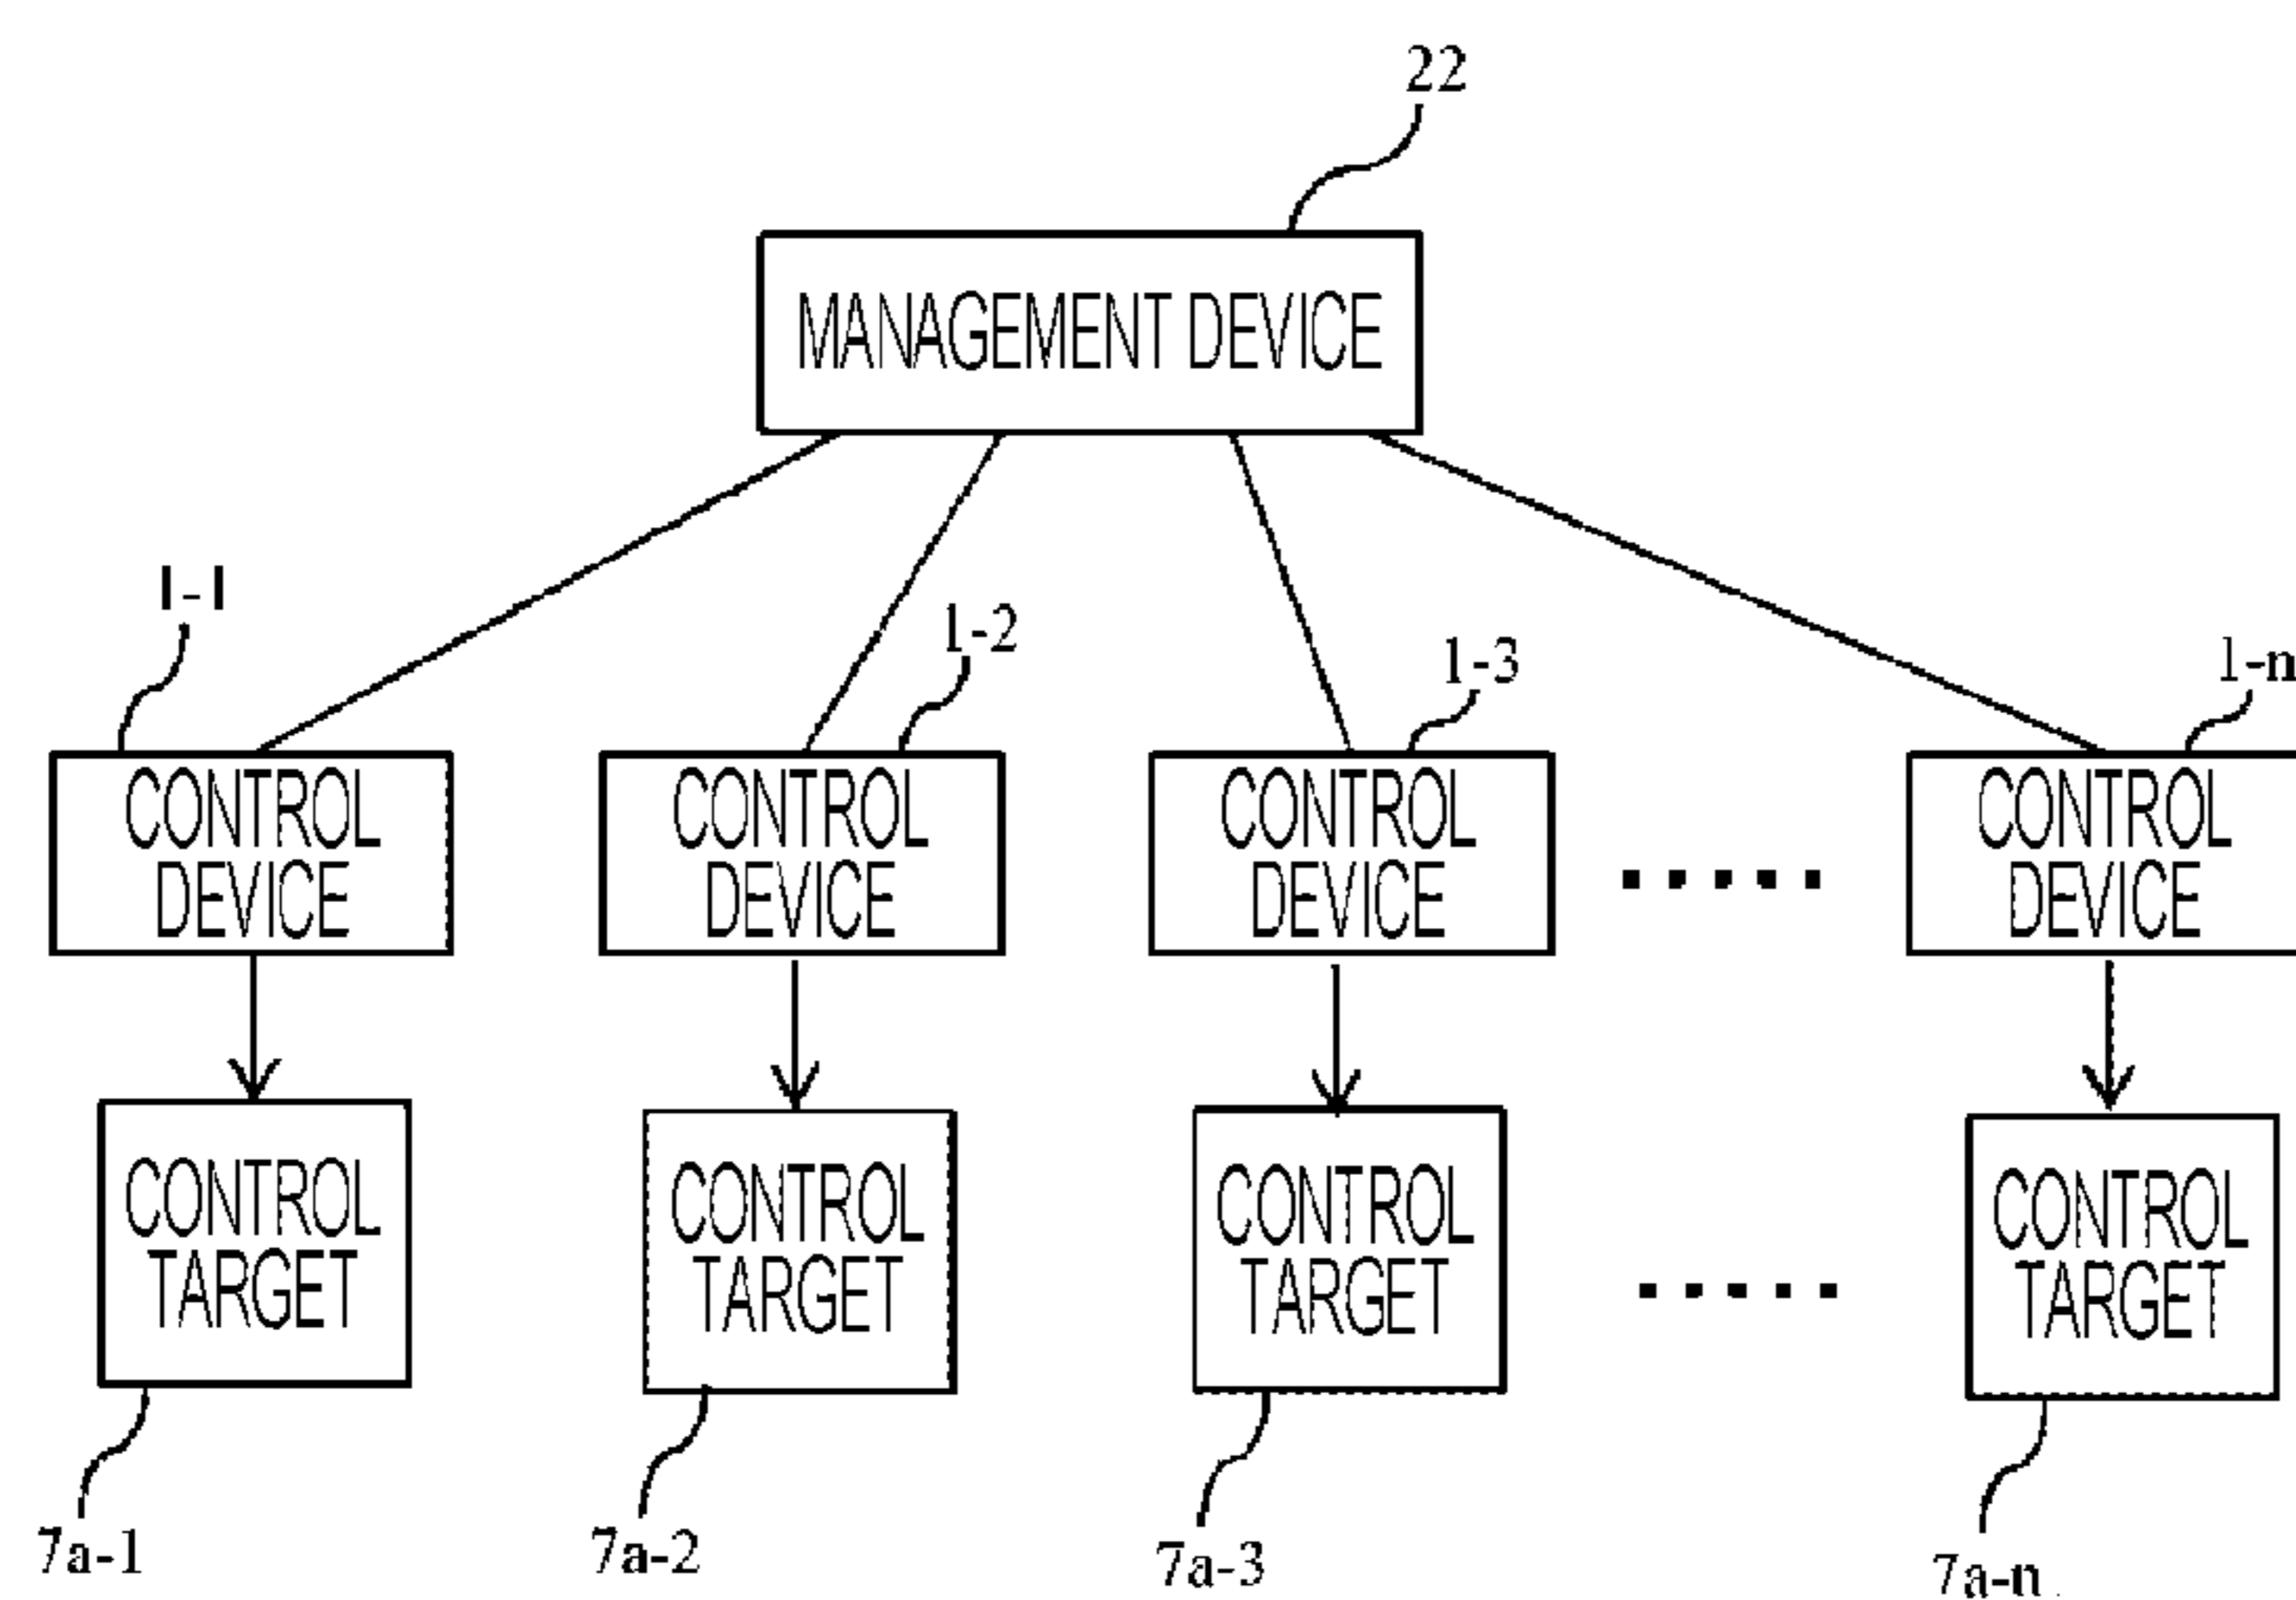 22
MANAGEMENT DEVICE
1-1
1-2
1-3
1-n
CONTROL
DEVICE
CONTROL
DEVICE
CONTROL
DEVICE
CONTROL
DEVICE
CONTROL
TARGET
CONTROL
TARGET
CONTROL
TARGET
CONTROL
TARGET
7a-1
7a-2
7a-3
7a-n